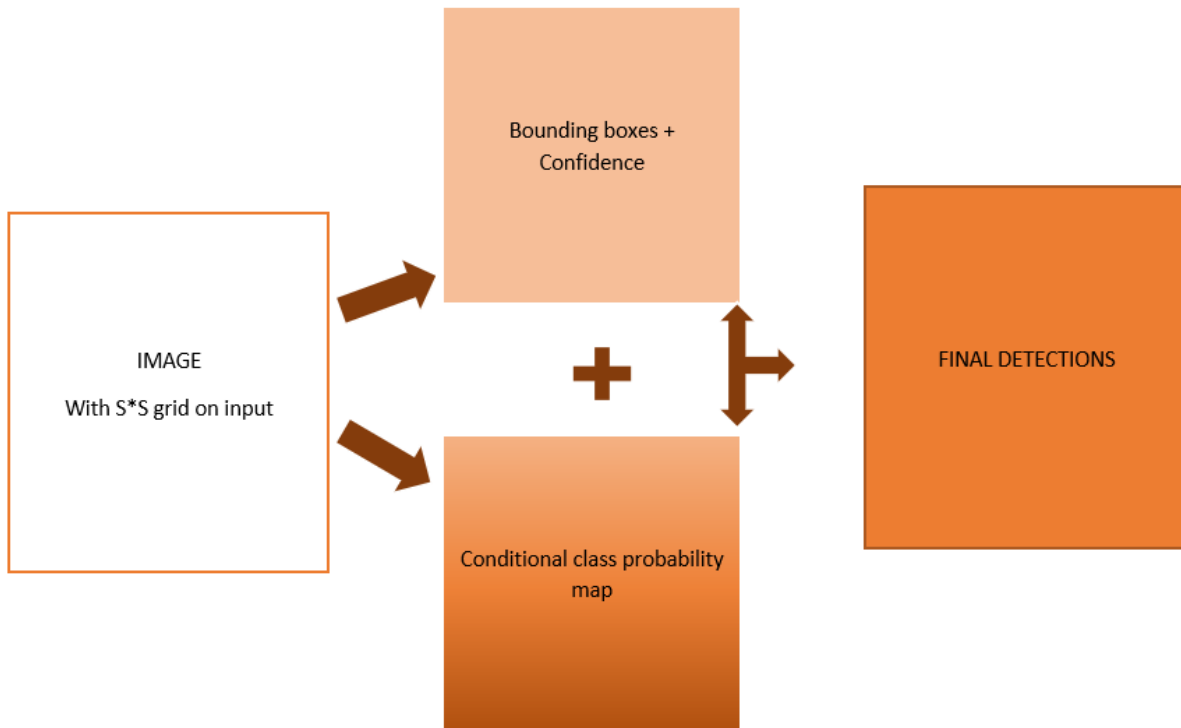 Bounding boxes +
Confidence
IMAGE
With S*S grid on input
FINAL DETECTIONS
Conditional class probability
map